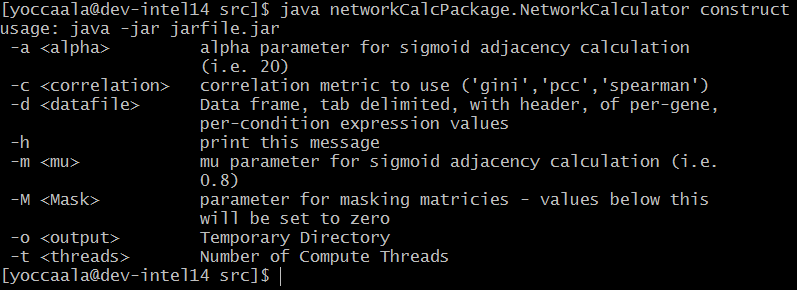 [yoccaala@dev-intel14 src]$ java networkCalcPackage.NetworkCalculator construct
usage: java -jar jarfile.jar
-a <alpha> alpha parameter for sigmoid adjacency calculation
(i.e. 20)
-c <correlation> correlation metric to use ('gini','pcc','spearman')
-d <datafile> Data frame, tab delimited, with header, of per-gene,
per-condition expression values
-h print this message
-m <mu> mu parameter for sigmoid adjacency calculation (i.e.
0.8)
-M <Mask> parameter for masking matricies - values below this
will be set to zero
-o <output> Temporary Directory
-t <threads> Number of Compute Threads
[yoccaala@dev-intel14 src]$